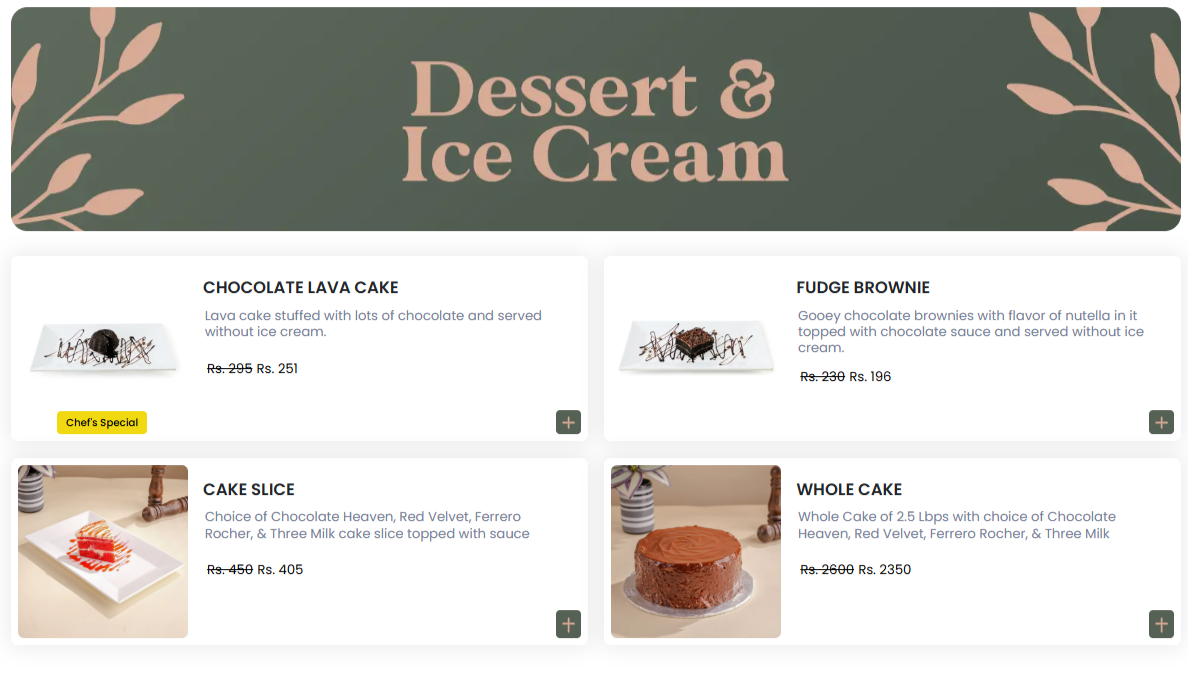 Dessert &
Ice Cream
CHOCOLATE LAVA CAKE
Lava cake stuffed with lots of chocolate and served
without ice cream.
Rs. 295 Rs. 251
Chef's Special
FUDGE BROWNIE
Gooey chocolate brownies with flavor of nutella in it
topped with chocolate sauce and served without ice
cream.
Rs. 230 Rs. 196
CAKE SLICE
Choice of Chocolate Heaven, Red Velvet, Ferrero
Rocher, & Three Milk cake slice topped with sauce
Rs. 450 Rs. 405
WHOLE CAKE
Whole Cake of 2.5 Lbps with choice of Chocolate
Heaven, Red Velvet, Ferrero Rocher, & Three Milk
Rs. 2600 Rs. 2350